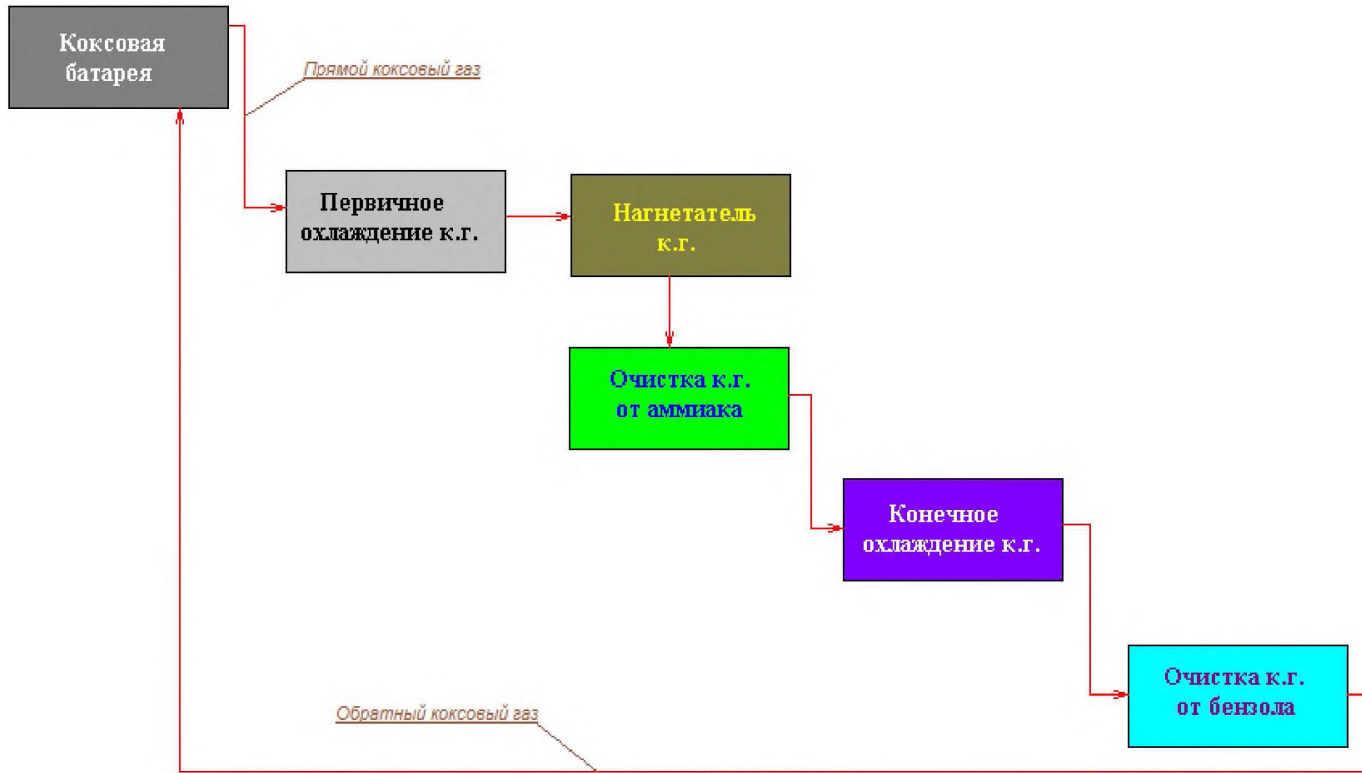 Коксовая
батарея
Прямой коксовый газ
Первичное
охлаждение к.г.
Нагнетатель
к.г.
Очистка к.г.
от аммиака
Конечное
охлаждение к.г.
Очистка к.г.
от бензола
Обратный коксовый газ